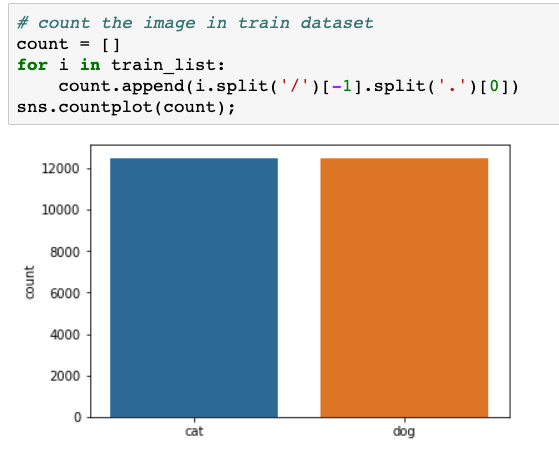 # count the image in train dataset
count = []
for i in train_list:
    count.append(i.split('/')[-1].split('.')[0])
sns.countplot(count);
12000
10000
8000
6000
4000
2000
0
count
cat dog